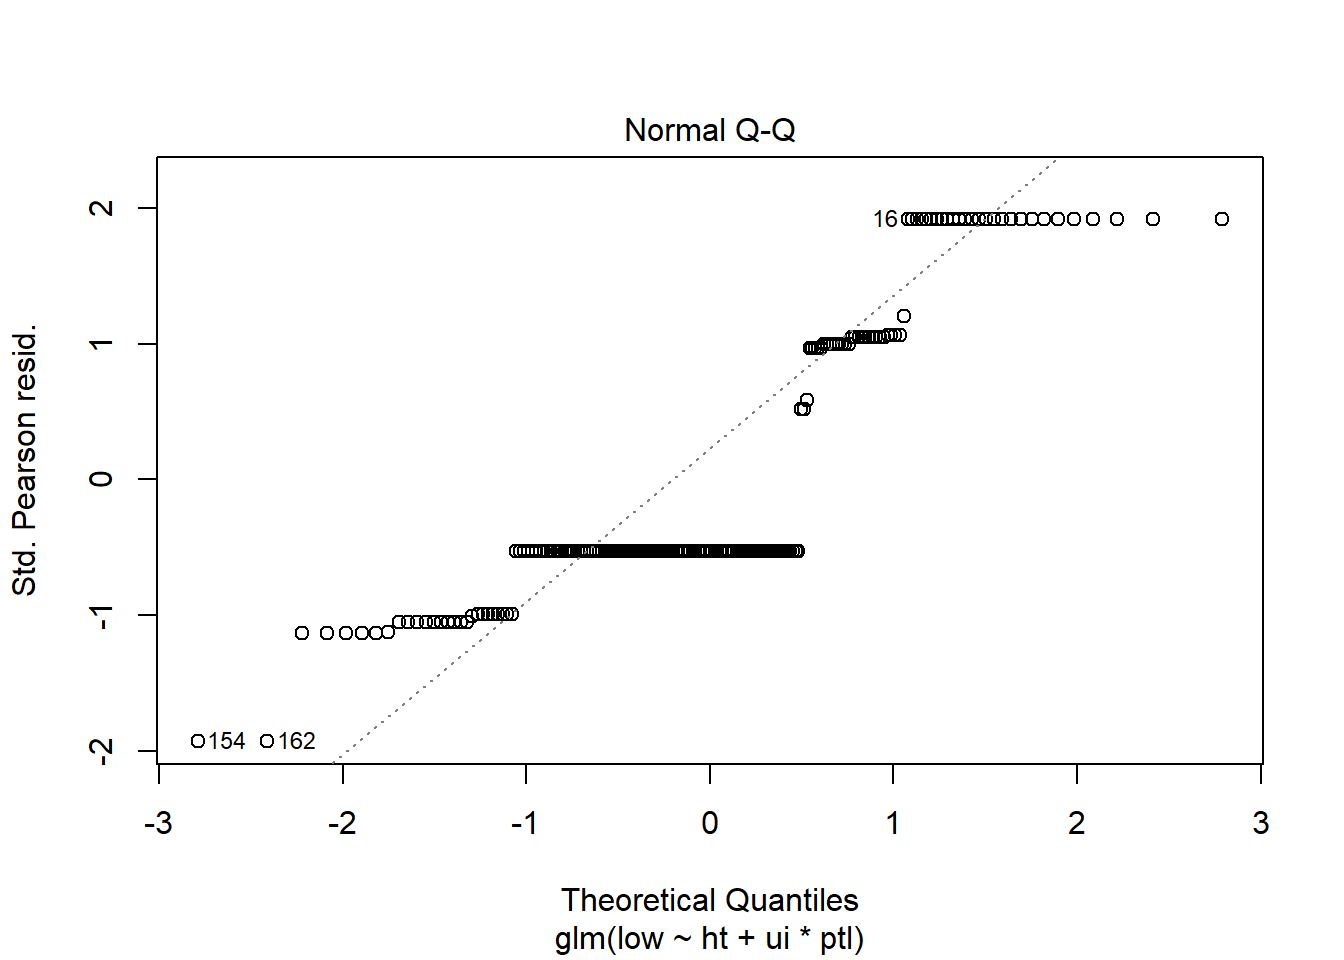 Normal Q-Q
Std. Pearson resid.
2
1
0
-1
-2
16
154
162
-3 -2 -1 0 1 2 3
Theoretical Quantiles
glm(low ~ ht + ui * ptl)